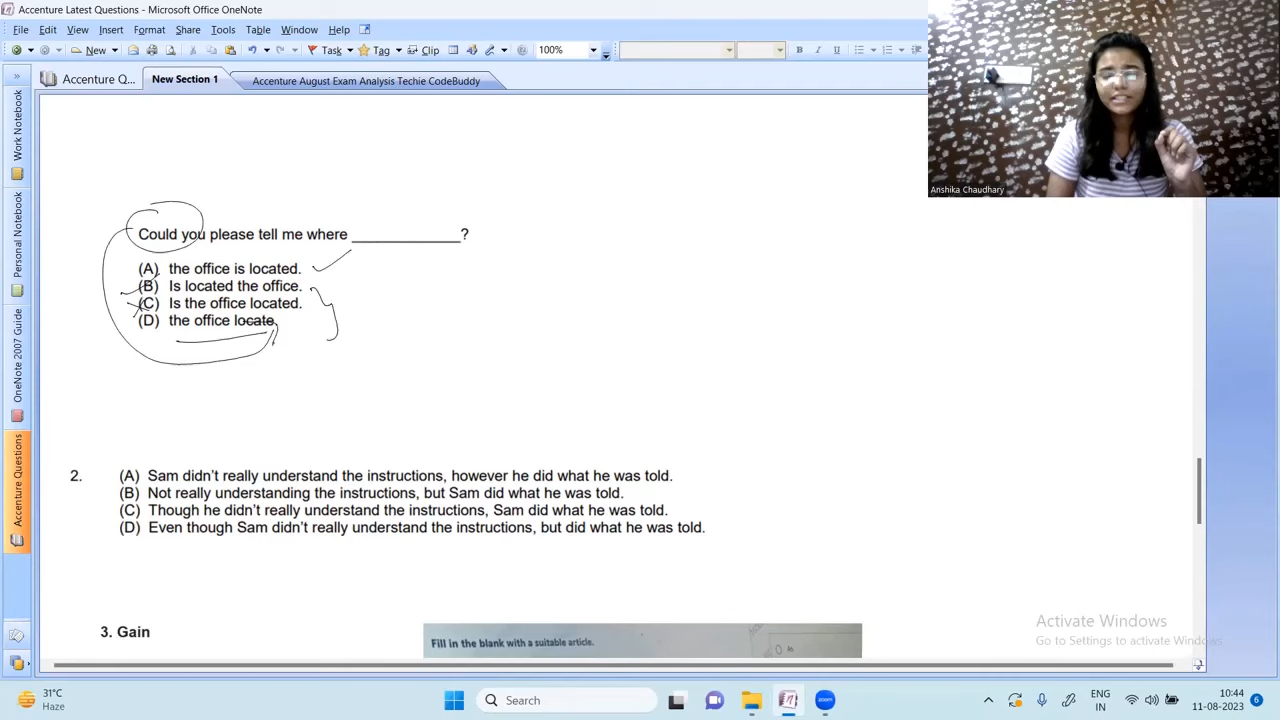 Accenture Latest Questions - Microsoft Office OneNote
File Edit View Insert Format Share Tools Table Window Help
New Task Tag Clip 100% B I U
Accenture Q... New Section 1 Accenture August Exam Analysis Techie CodeBuddy
Work Notebook
Personal Notebook
OneNote 2007 Guide
Accenture Questions
Anshika Chaudhary
Could you please tell me where ____________?
(A) the office is located.
(B) Is located the office.
(C) Is the office located.
(D) the office locate.
2. (A) Sam didn't really understand the instructions, however he did what he was told.
(B) Not really understanding the instructions, but Sam did what he was told.
(C) Though he didn't really understand the instructions, Sam did what he was told.
(D) Even though Sam didn't really understand the instructions, but did what he was told.
3. Gain
Fill in the blank with a suitable article.
Activate Windows
Go to Settings to activate Windows
31°C
Haze
Search
ENG
IN
10:44
11-08-2023
6